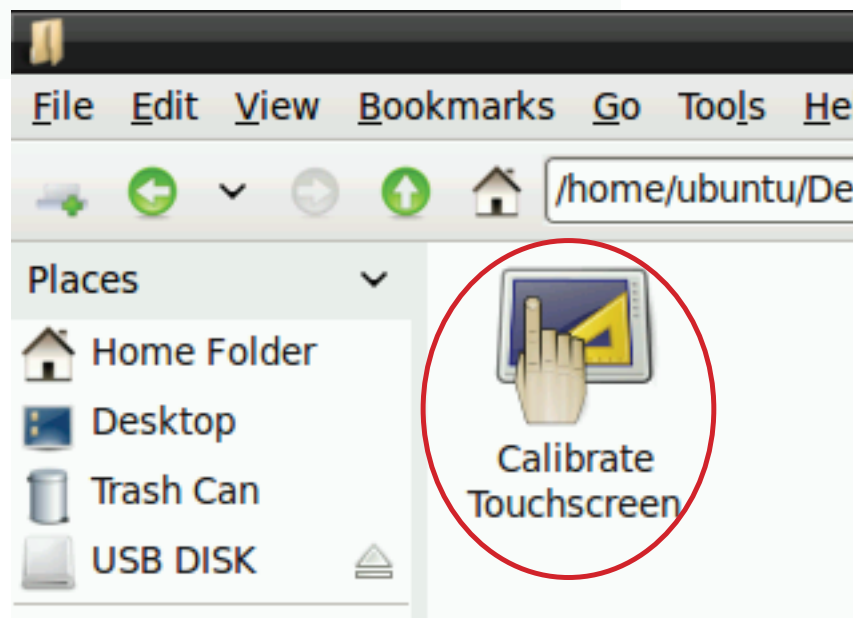 File Edit View Bookmarks Go Tools He
/home/ubuntu/De
Places
Home Folder
Desktop
Trash Can
USB DISK
Calibrate
Touchscreen